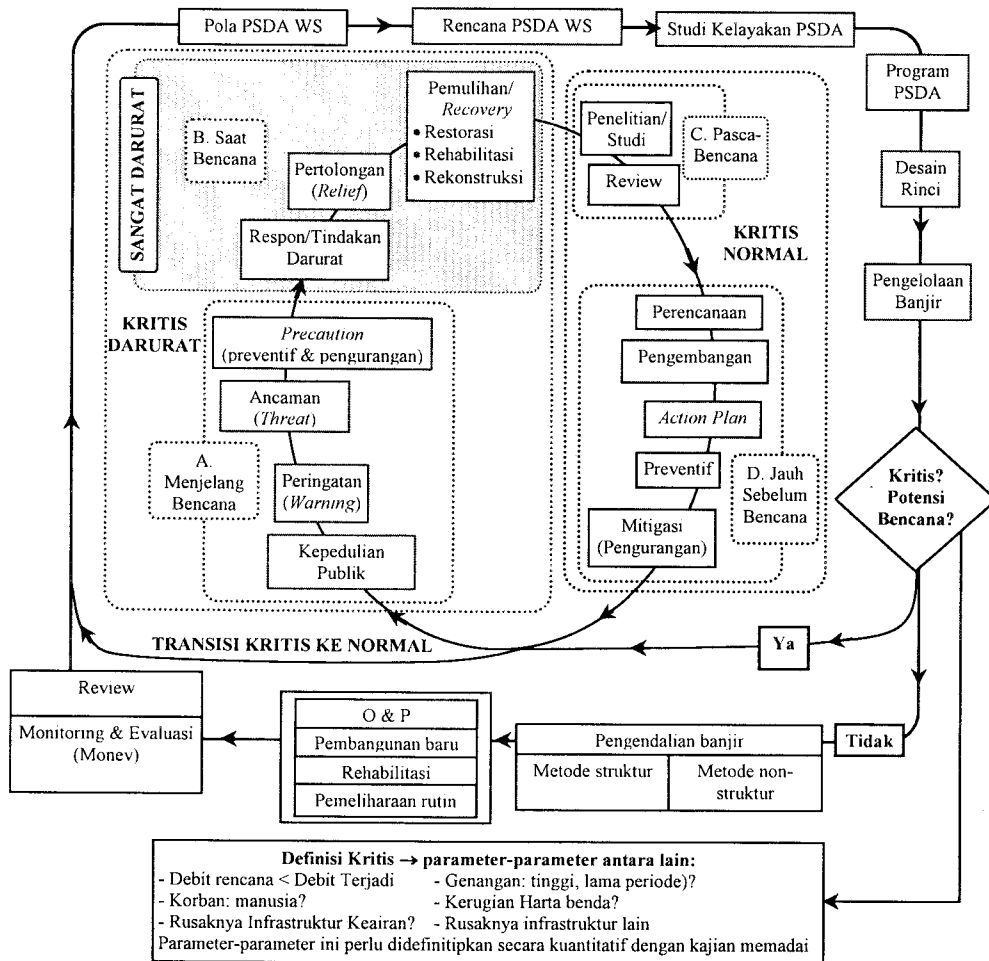 Pola PSDA WS
Rencana PSDA WS
Studi Kelayakan PSDA
Program
PSDA
Desain
Rinci
Pengelolaan
Banjir
Kritis?
Potensi
Bencana?
SANGAT DARURAT
B. Saat
Bencana
Pemulihan/
Recovery
• Restorasi
• Rehabilitasi
• Rekonstruksi
Pertolongan
(Relief)
Respon/Tindakan
Darurat
KRITIS
DARURAT
Precaution
(preventif & pengurangan)
Ancaman
(Threat)
A.
Menjelang
Bencana
Peringatan
(Warning)
Kepedulian
Publik
Penelitian/
Studi
Review
C. Pasca-
Bencana
KRITIS
NORMAL
Perencanaan
Pengembangan
Action Plan
Preventif
D. Jauh
Sebelum
Bencana
Mitigasi
(Pengurangan)
TRANSISI KRITIS KE NORMAL
Ya
Tidak
Review
Monitoring & Evaluasi
(Monev)
O & P
Pembangunan baru
Rehabilitasi
Pemeliharaan rutin
Pengendalian banjir
Metode struktur
Metode non-
struktur
Definisi Kritis → parameter-parameter antara lain:
- Debit rencana < Debit Terjadi - Genangan: tinggi, lama periode)?
- Korban: manusia? - Kerugian Harta benda?
- Rusaknya Infrastruktur Keairan? - Rusaknya infrastruktur lain
Parameter-parameter ini perlu didefinitipkan secara kuantitatif dengan kajian memadai